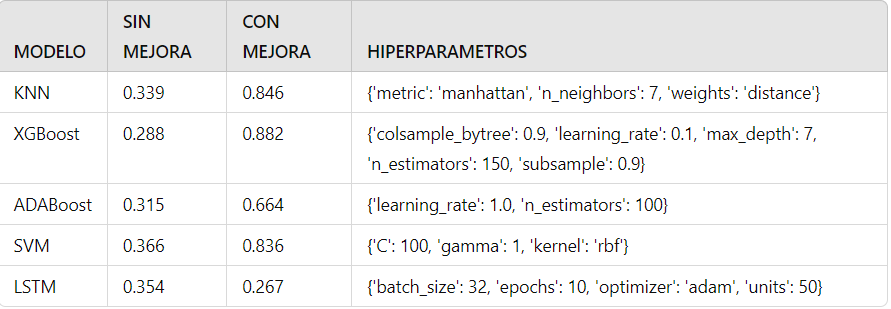 MODELO SIN MEJORA CON MEJORA HIPERPARAMETROS
KNN 0.339 0.846 {'metric': 'manhattan', 'n_neighbors': 7, 'weights': 'distance'}
XGBoost 0.288 0.882 {'colsample_bytree': 0.9, 'learning_rate': 0.1, 'max_depth': 7,
'n_estimators': 150, 'subsample': 0.9}
ADABoost 0.315 0.664 {'learning_rate': 1.0, 'n_estimators': 100}
SVM 0.366 0.836 {'C': 100, 'gamma': 1, 'kernel': 'rbf'}
LSTM 0.354 0.267 {'batch_size': 32, 'epochs': 10, 'optimizer': 'adam', 'units': 50}